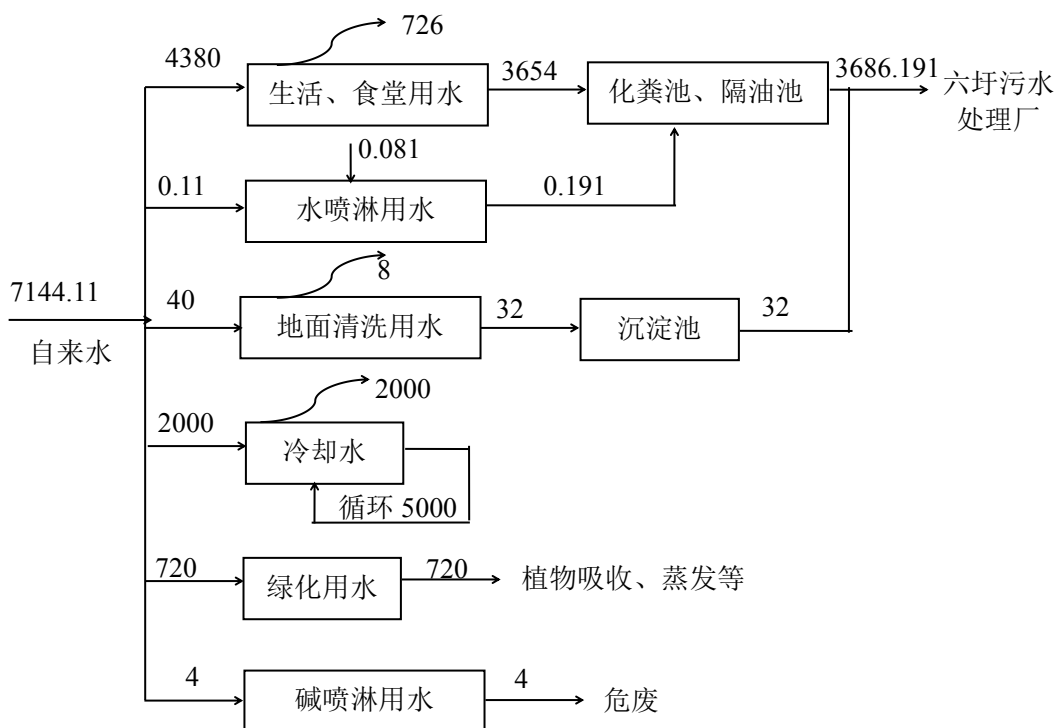 726
4380
生活、食堂用水
3654
化粪池、隔油池
3686.191
六圩污水
处理厂
0.081
0.11
水喷淋用水
0.191
8
7144.11
自来水
40
地面清洗用水
32
沉淀池
32
2000
2000
冷却水
循环 5000
720
绿化用水
720
植物吸收、蒸发等
4
碱喷淋用水
4
危废